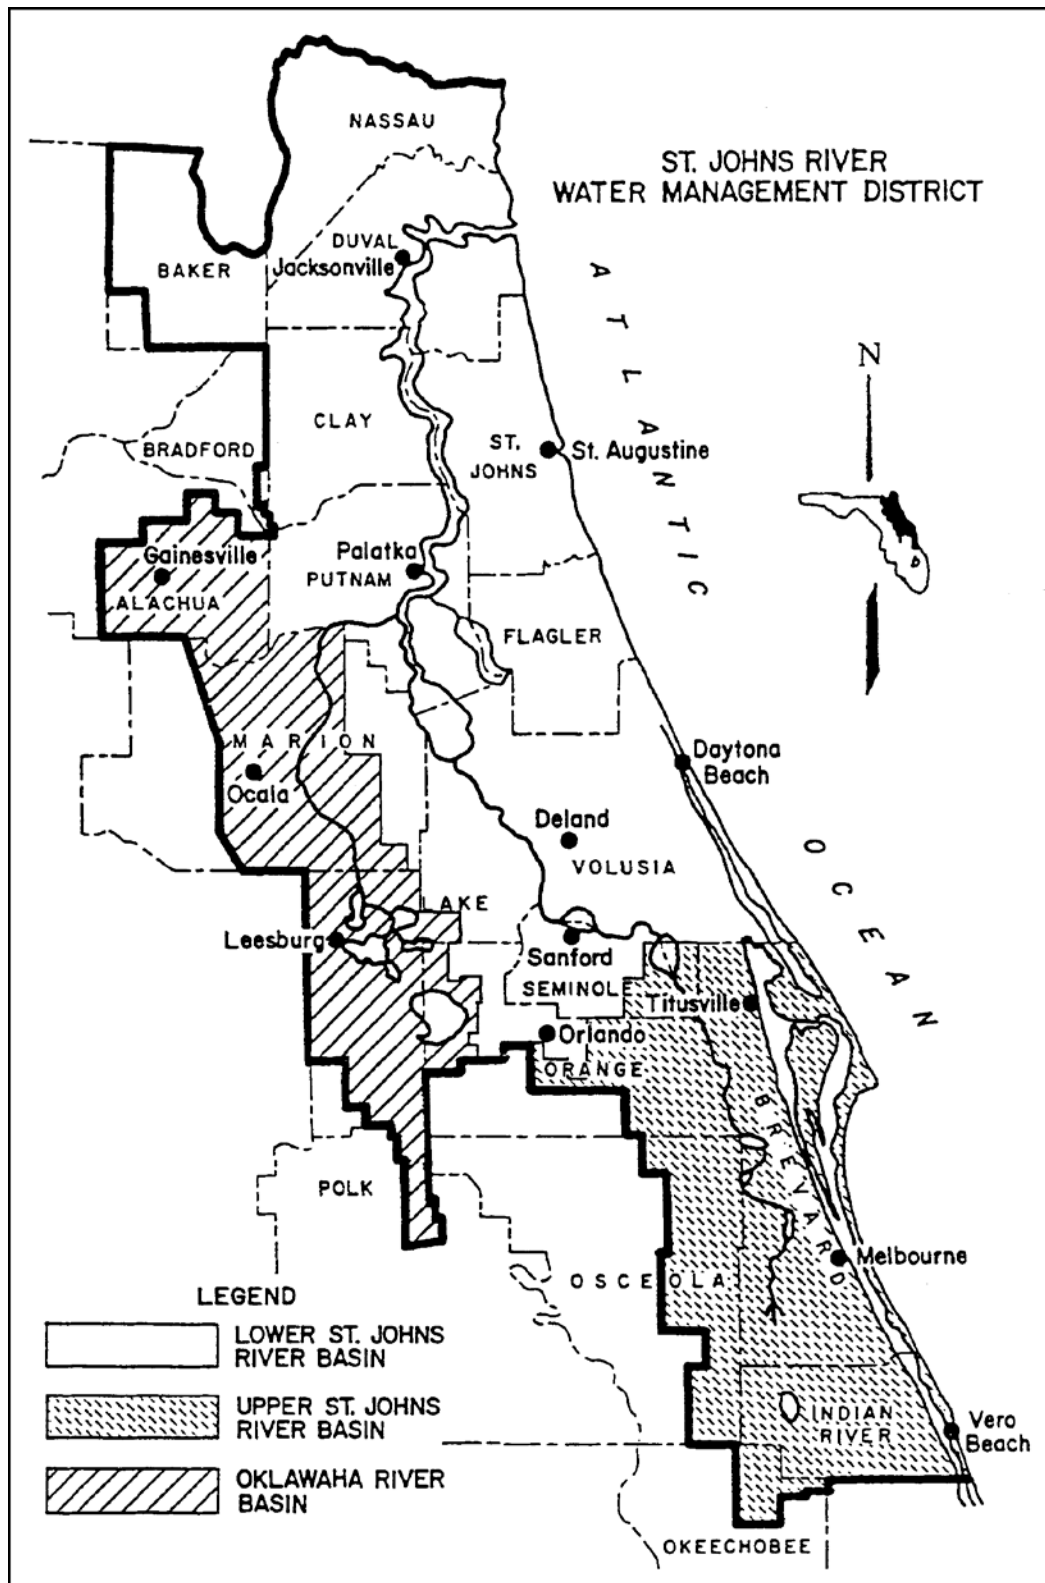 NASSAU
ST. JOHNS RIVER
WATER MANAGEMENT DISTRICT
DUVAL
Jacksonville
BAKER
ATLANTIC
N
CLAY
BRADFORD
ST.
JOHNS
St. Augustine
Gainesville
Palatka
PUTNAM
ALACHUA
FLAGLER
MARION
Ocala
Daytona
Beach
Deland
VOLUSIA
OCEAN
LAKE
Leesburg
Sanford
SEMINOLE
Titusville
Orlando
ORANGE
BREVARD
POLK
OSCEOLA
Melbourne
LEGEND
LOWER ST. JOHNS
RIVER BASIN
UPPER ST. JOHNS
RIVER BASIN
INDIAN
RIVER
Vero
Beach
OKLAWAHA RIVER
BASIN
OKEECHOBEE